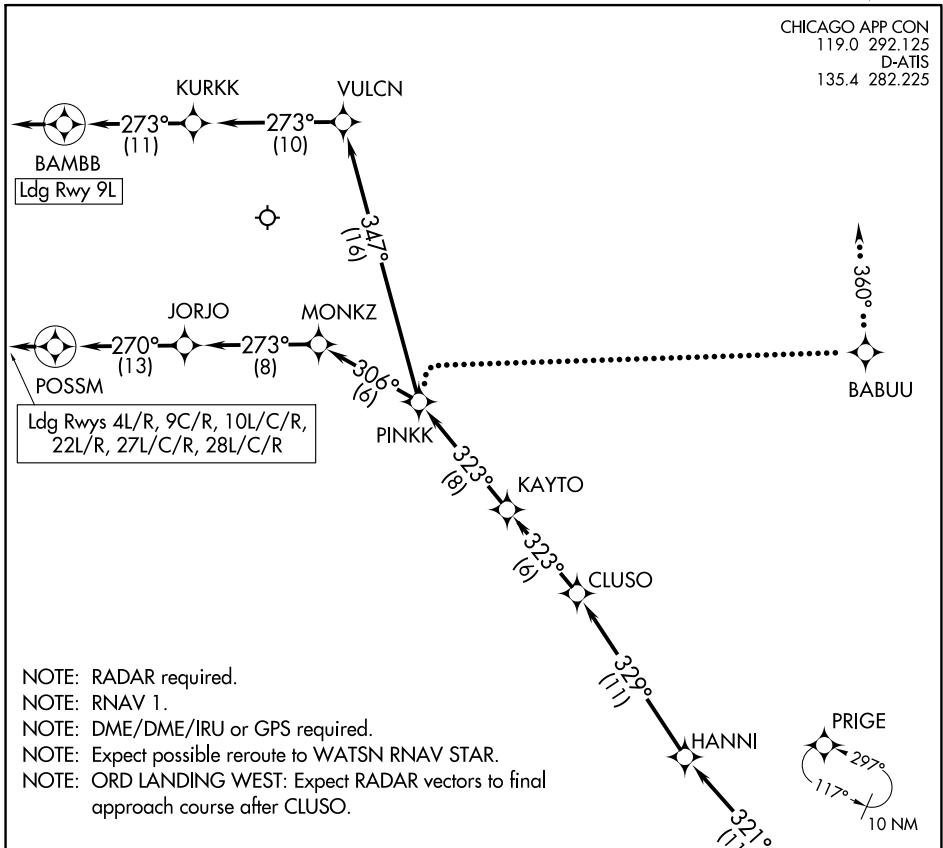 CHICAGO APP CON
119.0 292.125
D-ATIS
135.4 282.225
KURKK
VULCN
273°
(11)
273°
(10)
BAMBB
Ldg Rwy 9L
347°
(16)
360°
JORJO
MONKZ
270°
(13)
273°
(8)
306°
(6)
POSSM
BABUU
Ldg Rwys 4L/R, 9C/R, 10L/C/R,
22L/R, 27L/C/R, 28L/C/R
PINKK
323°
(8)
KAYTO
323°
(6)
CLUSO
329°
(11)
NOTE: RADAR required.
NOTE: RNAV 1.
NOTE: DME/DME/IRU or GPS required.
NOTE: Expect possible reroute to WATSN RNAV STAR.
NOTE: ORD LANDING WEST: Expect RADAR vectors to final
approach course after CLUSO.
HANNI
PRIGE
297°
117°
10 NM
321°